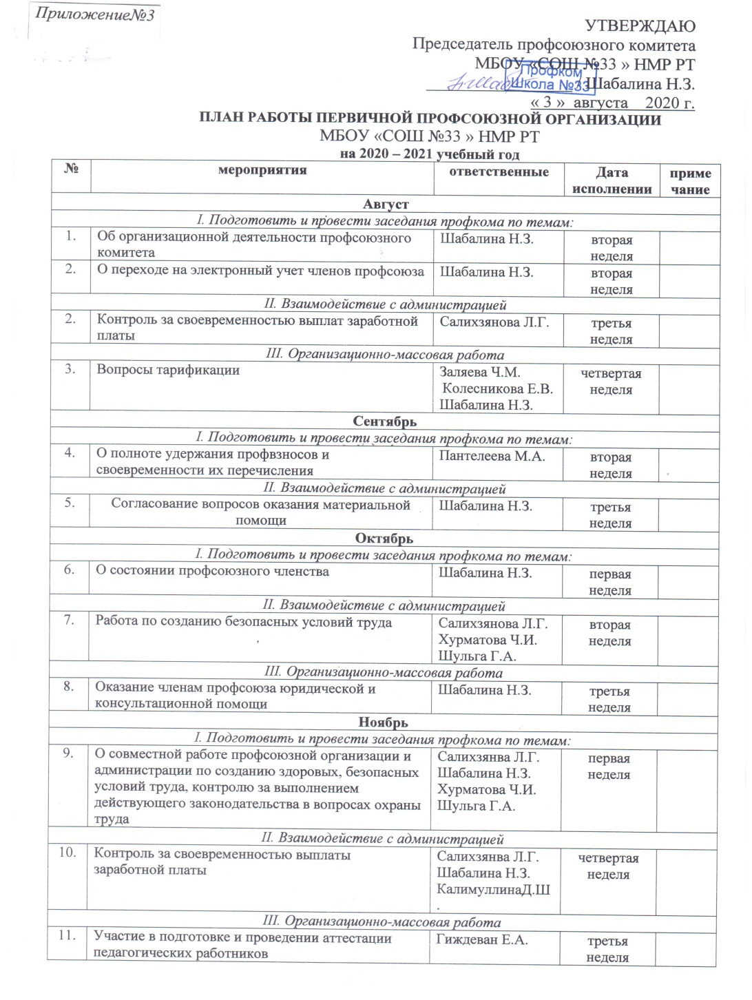 Приложение№3
УТВЕРЖДАЮ
Председатель профсоюзного комитета
МБОУ «СОШ №33 » НМР РТ
Профком
Школа №33
/ Шабалина Н.З.
« 3 » августа 2020 г.
ПЛАН РАБОТЫ ПЕРВИЧНОЙ ПРОФСОЮЗНОЙ ОРГАНИЗАЦИИ
МБОУ «СОШ №33 » НМР РТ
на 2020 – 2021 учебный год
№ мероприятия ответственные Дата приме
исполнении чание
Август
I. Подготовить и провести заседания профкома по темам:
1. Об организационной деятельности профсоюзного Шабалина Н.З. вторая
комитета неделя
2. О переходе на электронный учет членов профсоюза Шабалина Н.З. вторая
неделя
II. Взаимодействие с администрацией
2. Контроль за своевременностью выплат заработной Салихзянова Л.Г. третья
платы неделя
III. Организационно-массовая работа
3. Вопросы тарификации Заляева Ч.М. четвертая
Колесникова Е.В. неделя
Шабалина Н.З.
Сентябрь
I. Подготовить и провести заседания профкома по темам:
4. О полноте удержания профвзносов и Пантелеева М.А. вторая
своевременности их перечисления неделя
II. Взаимодействие с администрацией
5. Согласование вопросов оказания материальной Шабалина Н.З. третья
помощи неделя
Октябрь
I. Подготовить и провести заседания профкома по темам:
6. О состоянии профсоюзного членства Шабалина Н.З. первая
неделя
II. Взаимодействие с администрацией
7. Работа по созданию безопасных условий труда Салихзянова Л.Г. вторая
Хурматова Ч.И. неделя
Шульга Г.А.
III. Организационно-массовая работа
8. Оказание членам профсоюза юридической и Шабалина Н.З. третья
консультационной помощи неделя
Ноябрь
I. Подготовить и провести заседания профкома по темам:
9. О совместной работе профсоюзной организации и Салихзянва Л.Г. первая
администрации по созданию здоровых, безопасных Шабалина Н.З. неделя
условий труда, контролю за выполнением Хурматова Ч.И.
действующего законодательства в вопросах охраны Шульга Г.А.
труда
II. Взаимодействие с администрацией
10. Контроль за своевременностью выплаты Салихзянва Л.Г. четвертая
заработной платы Шабалина Н.З. неделя
КалимуллинаД.Ш
.
III. Организационно-массовая работа
11. Участие в подготовке и проведении аттестации Гиждеван Е.А. третья
педагогических работников неделя